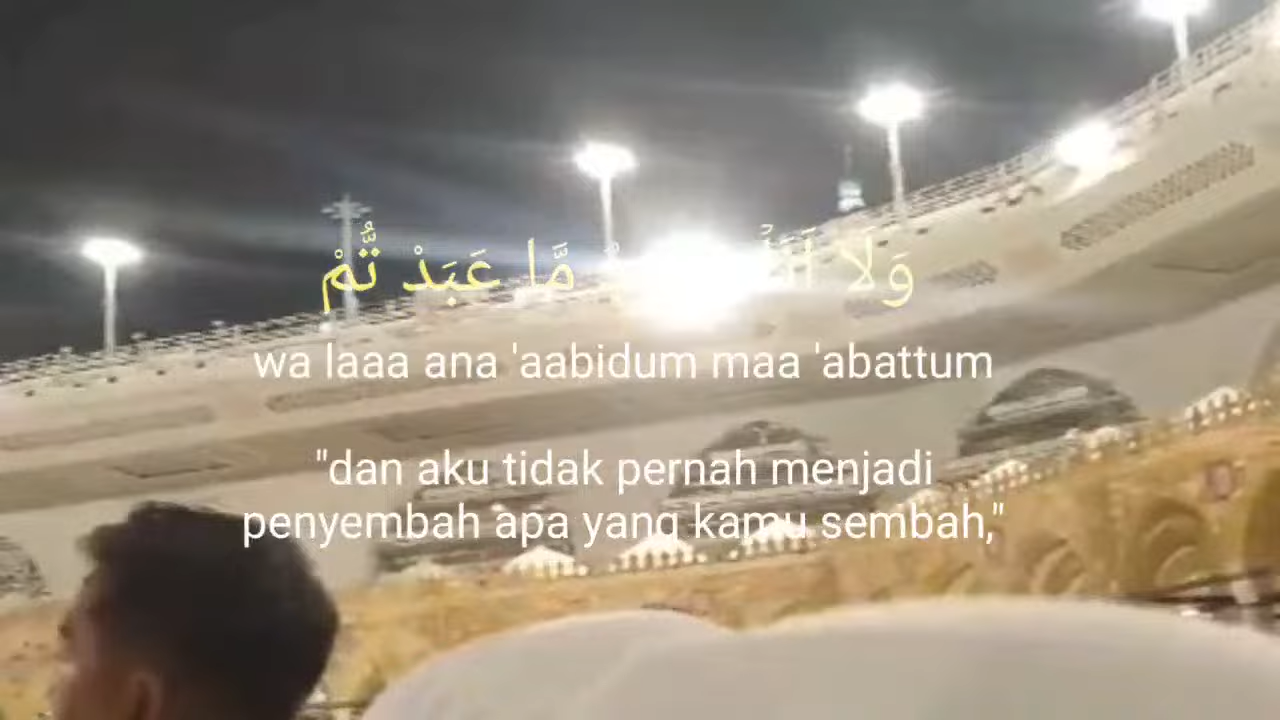 وَلَا مَّا عَبَدْ تُّمْ
wa laaa ana 'aabidum maa 'abattum
"dan aku tidak pernah menjadi
penyembah apa yang kamu sembah,"